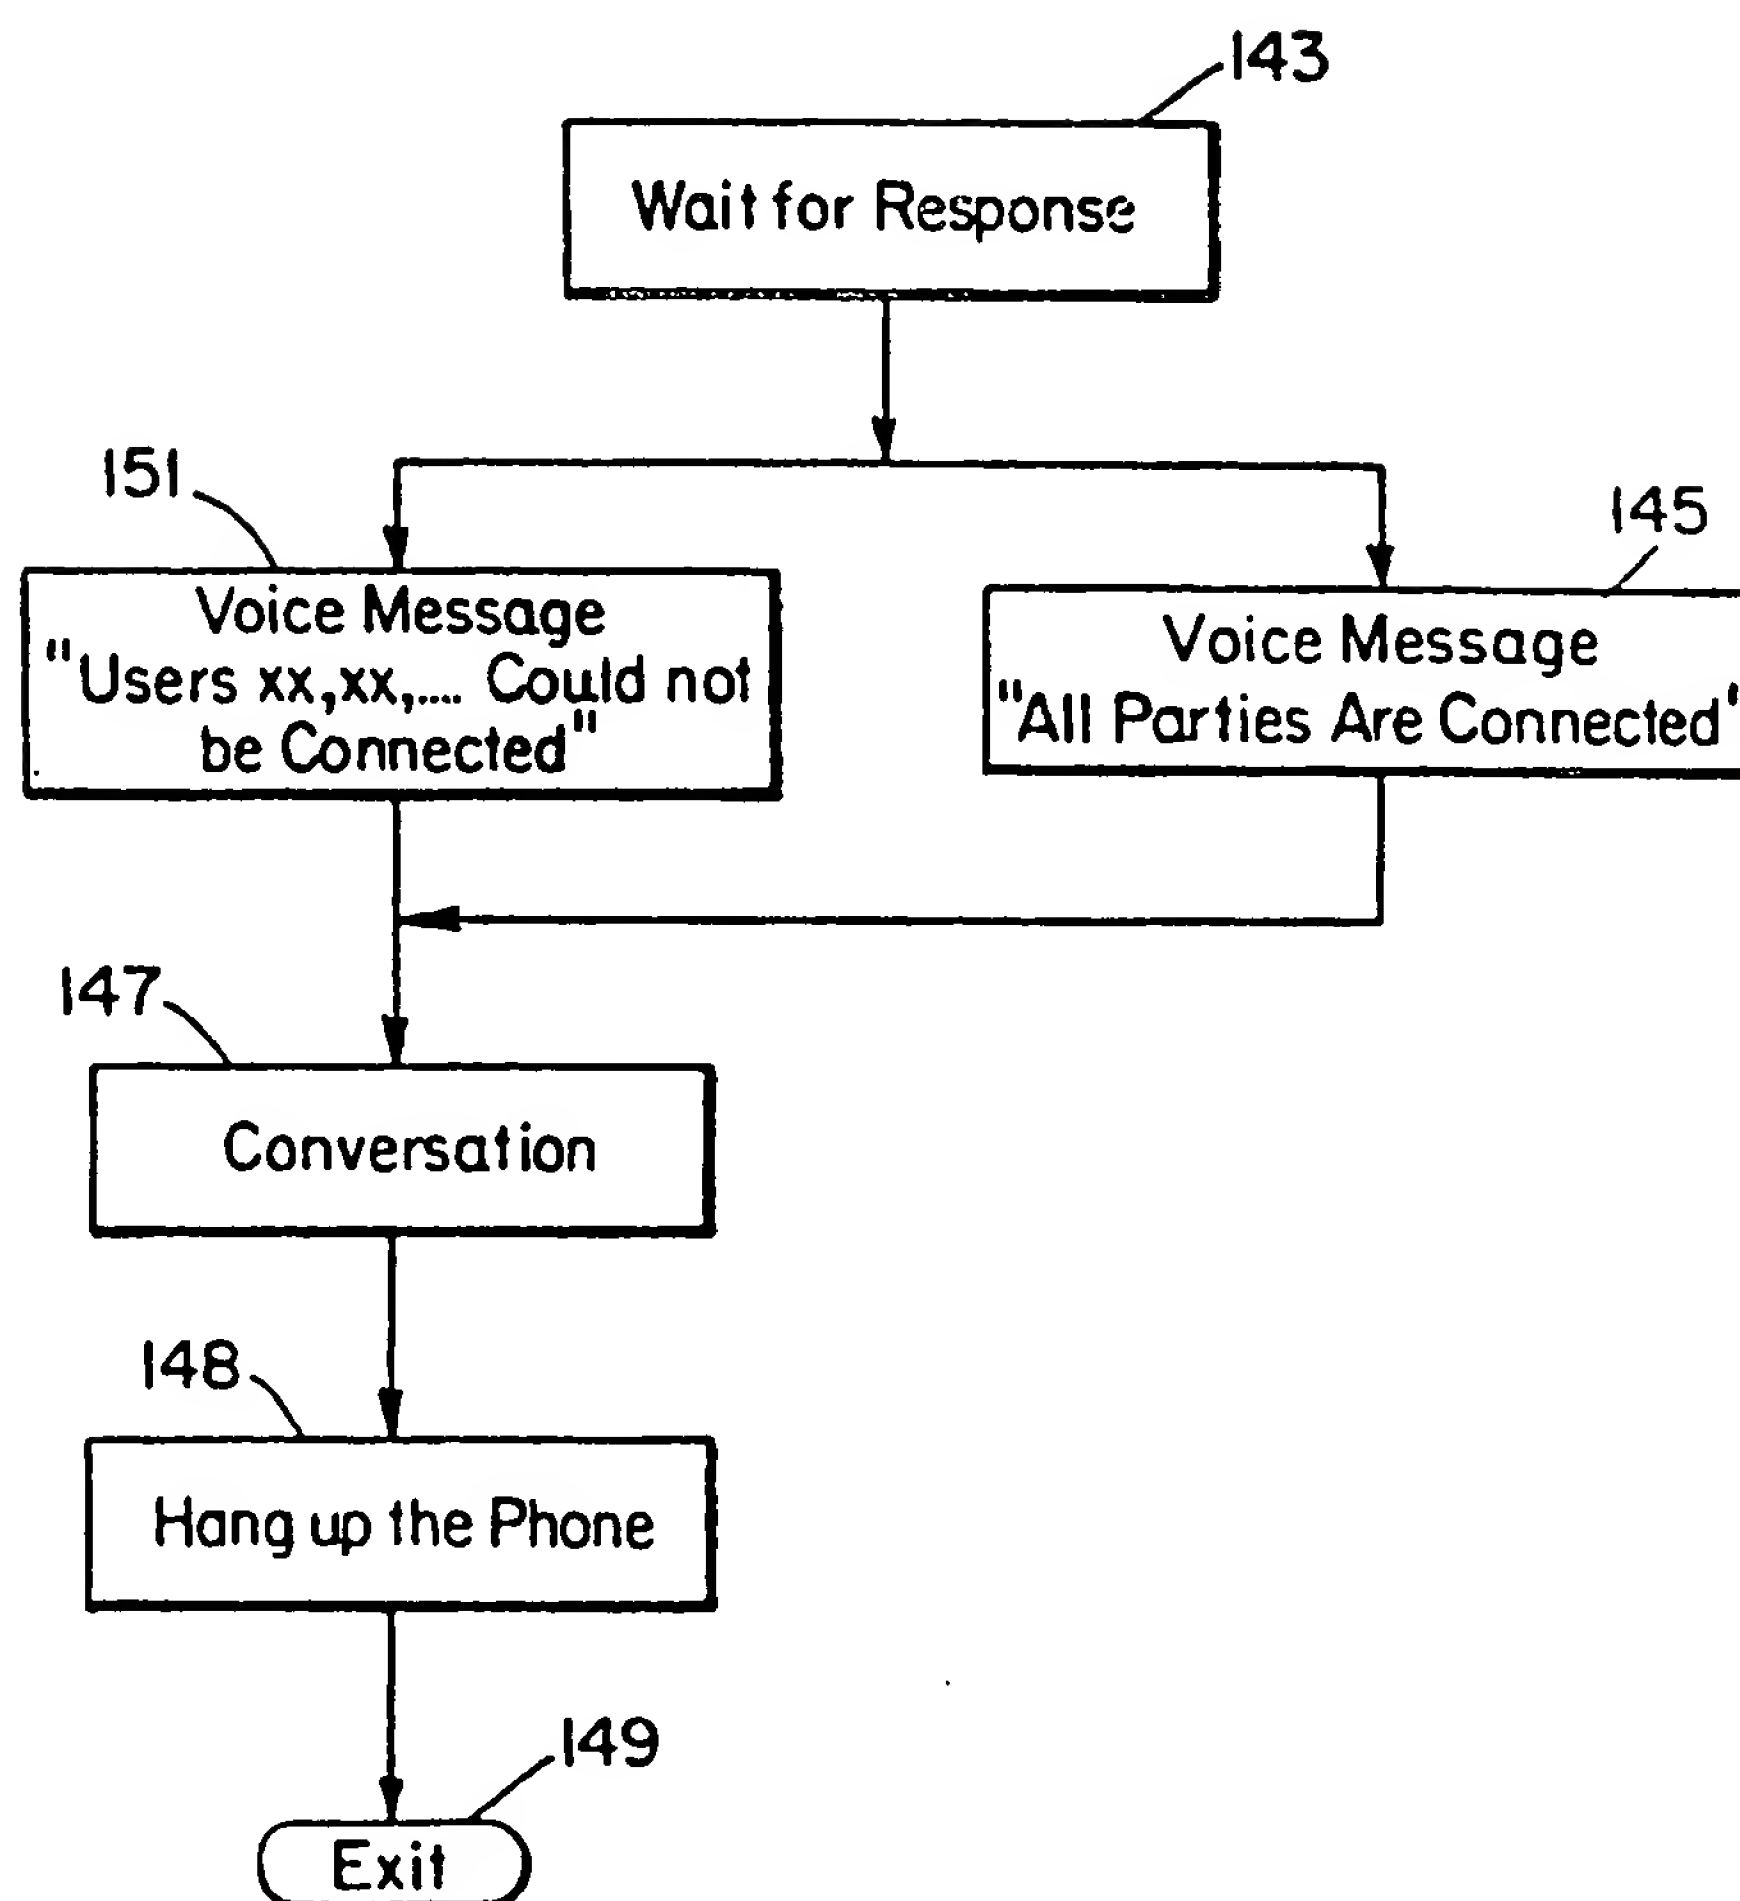 143
Wait for Response
151
145
Voice Message
"Users xx,xx,.... Could not
be Connected"
Voice Message
"All Parties Are Connected"
147
Conversation
148
Hang up the Phone
149
Exit